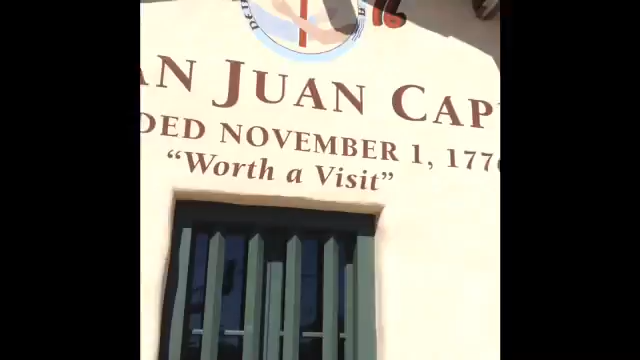 AN JUAN CAP
DED NOVEMBER 1, 177
“Worth a Visit”